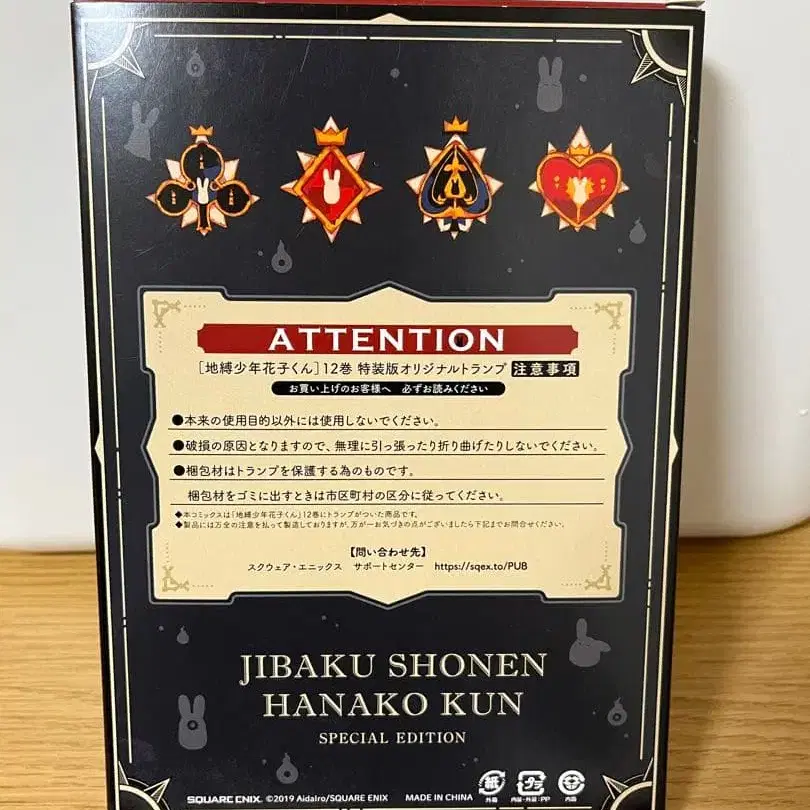 ATTENTION
[地縛少年花子くん]12巻 特装版オリジナルトランプ 注意事項
お買い上げのお客様へ 必ずお読みください
●本来の使用目的以外には使用しないでください。
●破損の原因となりますので、無理に引っ張ったり折り曲げたりしないでください。
●梱包材はトランプを保護する為のものです。
梱包材をゴミに出すときは市区町村の区分に従ってください。
◆本コミックスは「地縛少年花子くん」12巻にトランプがついた商品です。
◆製品には万全の注意を払って製造しておりますが、万が一お気づきの点がございましたら下記までお問合せください。
【問い合わせ先】
スクウェア・エニックス サポートセンター https://sqex.to/PUB
JIBAKU SHONEN
HANAKO KUN
SPECIAL EDITION
SQUARE ENIX. ©2019 AidaIro/SQUARE ENIX MADE IN CHINA
紙 プラ
外箱 内袋・外袋:PP 内箱